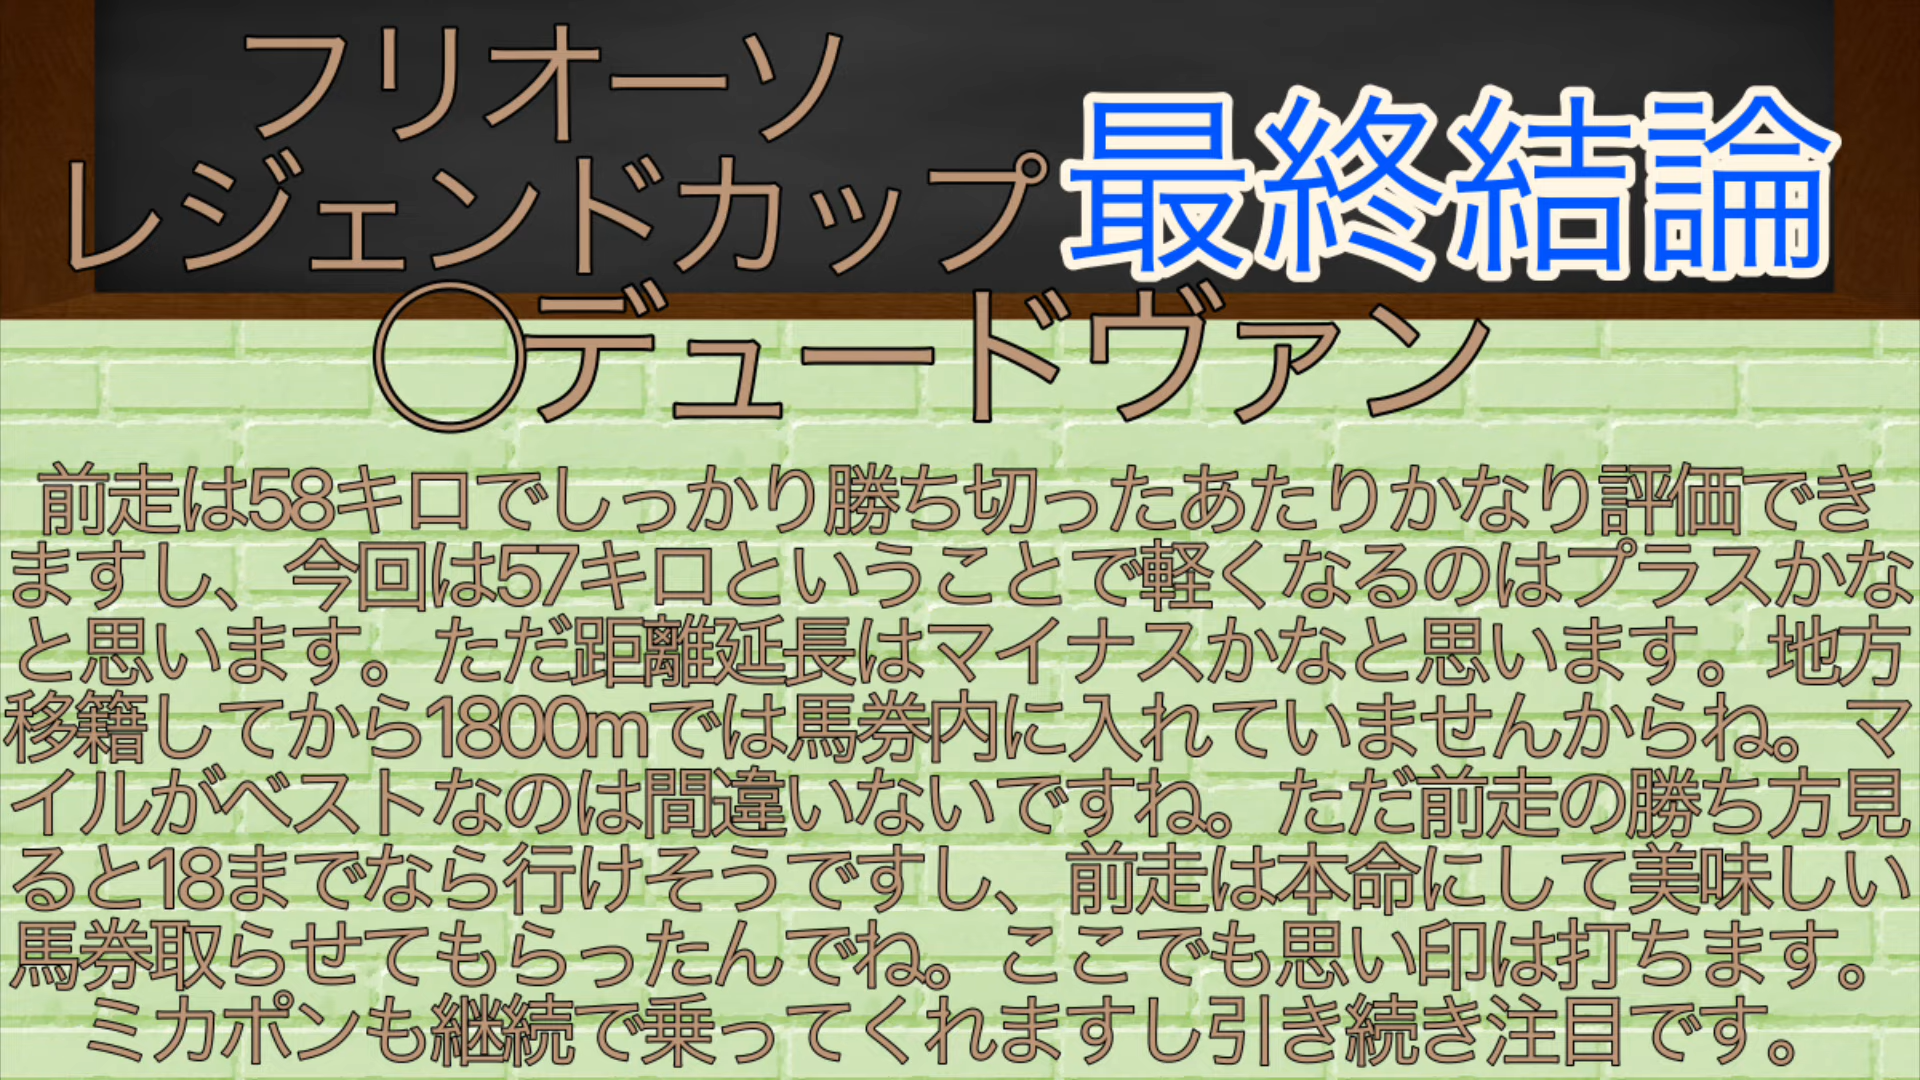 フリオーソ
レジェンドカップ
最終結論
〇デュードヴァン
前走は58キロでしっかり勝ち切ったあたりかなり評価でき
ますし、今回は57キロということで軽くなるのはプラスかな
と思います。ただ距離延長はマイナスかなと思います。地方
移籍してから1800mでは馬券内に入れていませんからね。マ
イルがベストなのは間違いないですね。ただ前走の勝ち方見
ると18までなら行けそうですし、前走は本命にして美味しい
馬券取らせてもらったんでね。ここでも思い印は打ちます。
ミカポンも継続で乗ってくれますし引き続き注目です。